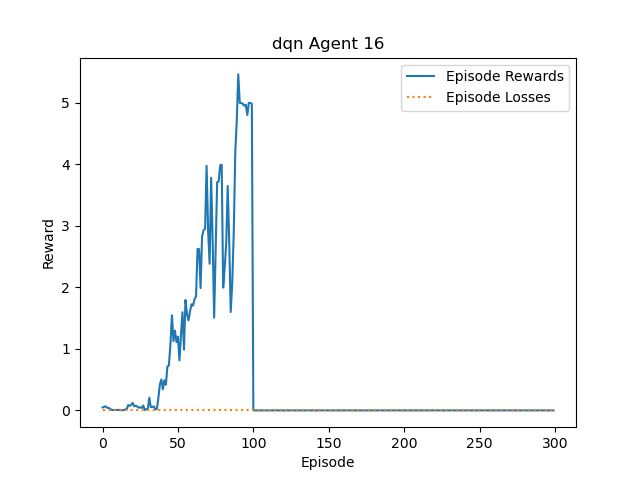 dqn Agent 16
Episode Rewards
Episode Losses
Reward
5
4
3
2
1
0
0 50 100 150 200 250 300
Episode